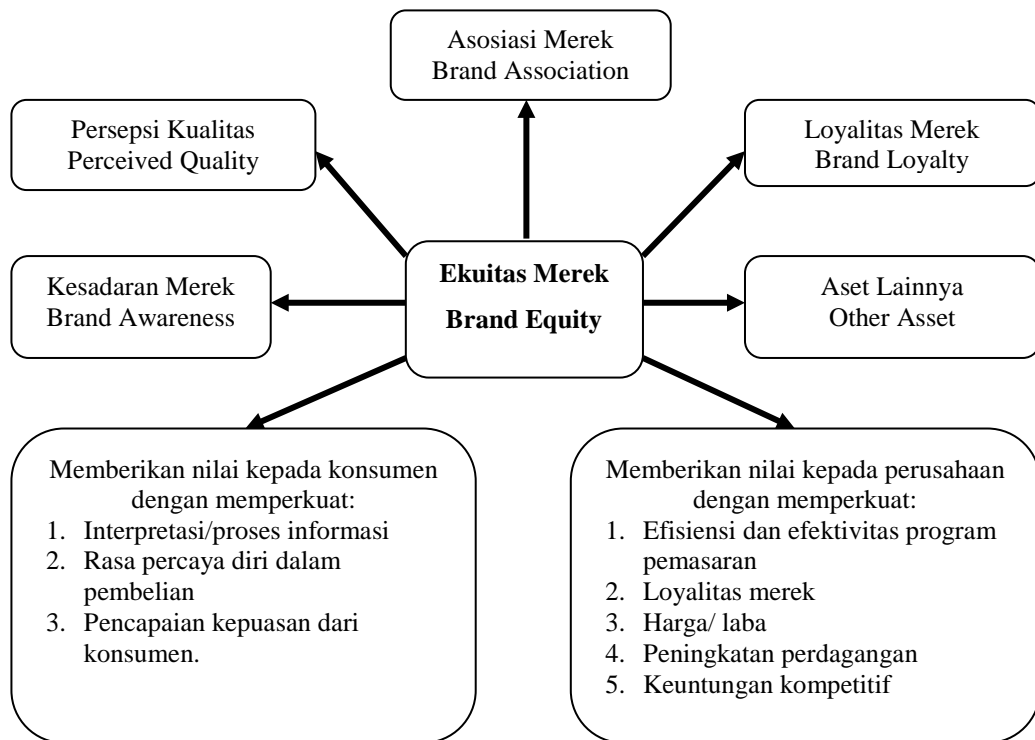 Asosiasi Merek
Brand Association
Persepsi Kualitas
Perceived Quality
Loyalitas Merek
Brand Loyalty
Kesadaran Merek
Brand Awareness
Ekuitas Merek
Brand Equity
Aset Lainnya
Other Asset
Memberikan nilai kepada konsumen
dengan memperkuat:
1. Interpretasi/proses informasi
2. Rasa percaya diri dalam
pembelian
3. Pencapaian kepuasan dari
konsumen.
Memberikan nilai kepada perusahaan
dengan memperkuat:
1. Efisiensi dan efektivitas program
pemasaran
2. Loyalitas merek
3. Harga/ laba
4. Peningkatan perdagangan
5. Keuntungan kompetitif